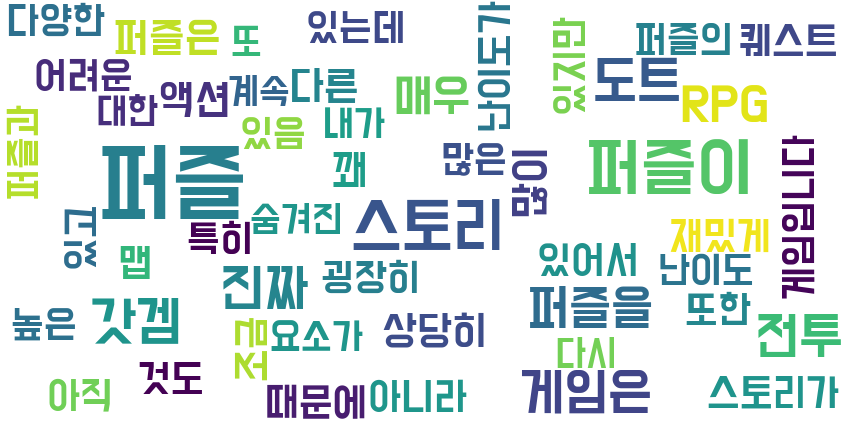 다양한
퍼즐은
또
있는데
난이도가
있지만
퍼즐의
퀘스트
어려운
대한
액션
계속
다른
매우
도트
RPG
퍼즐과
있음
내가
꽤
많은
많이
퍼즐이
게임입니다
퍼즐
있고
맵
특히
숨겨진
스토리
재밌게
진짜
굉장히
있어서
난이도
퍼즐을
또한
높은
갓겜
조금
요소가
상당히
전투
다시
아직
것도
때문에
아니라
게임은
스토리가